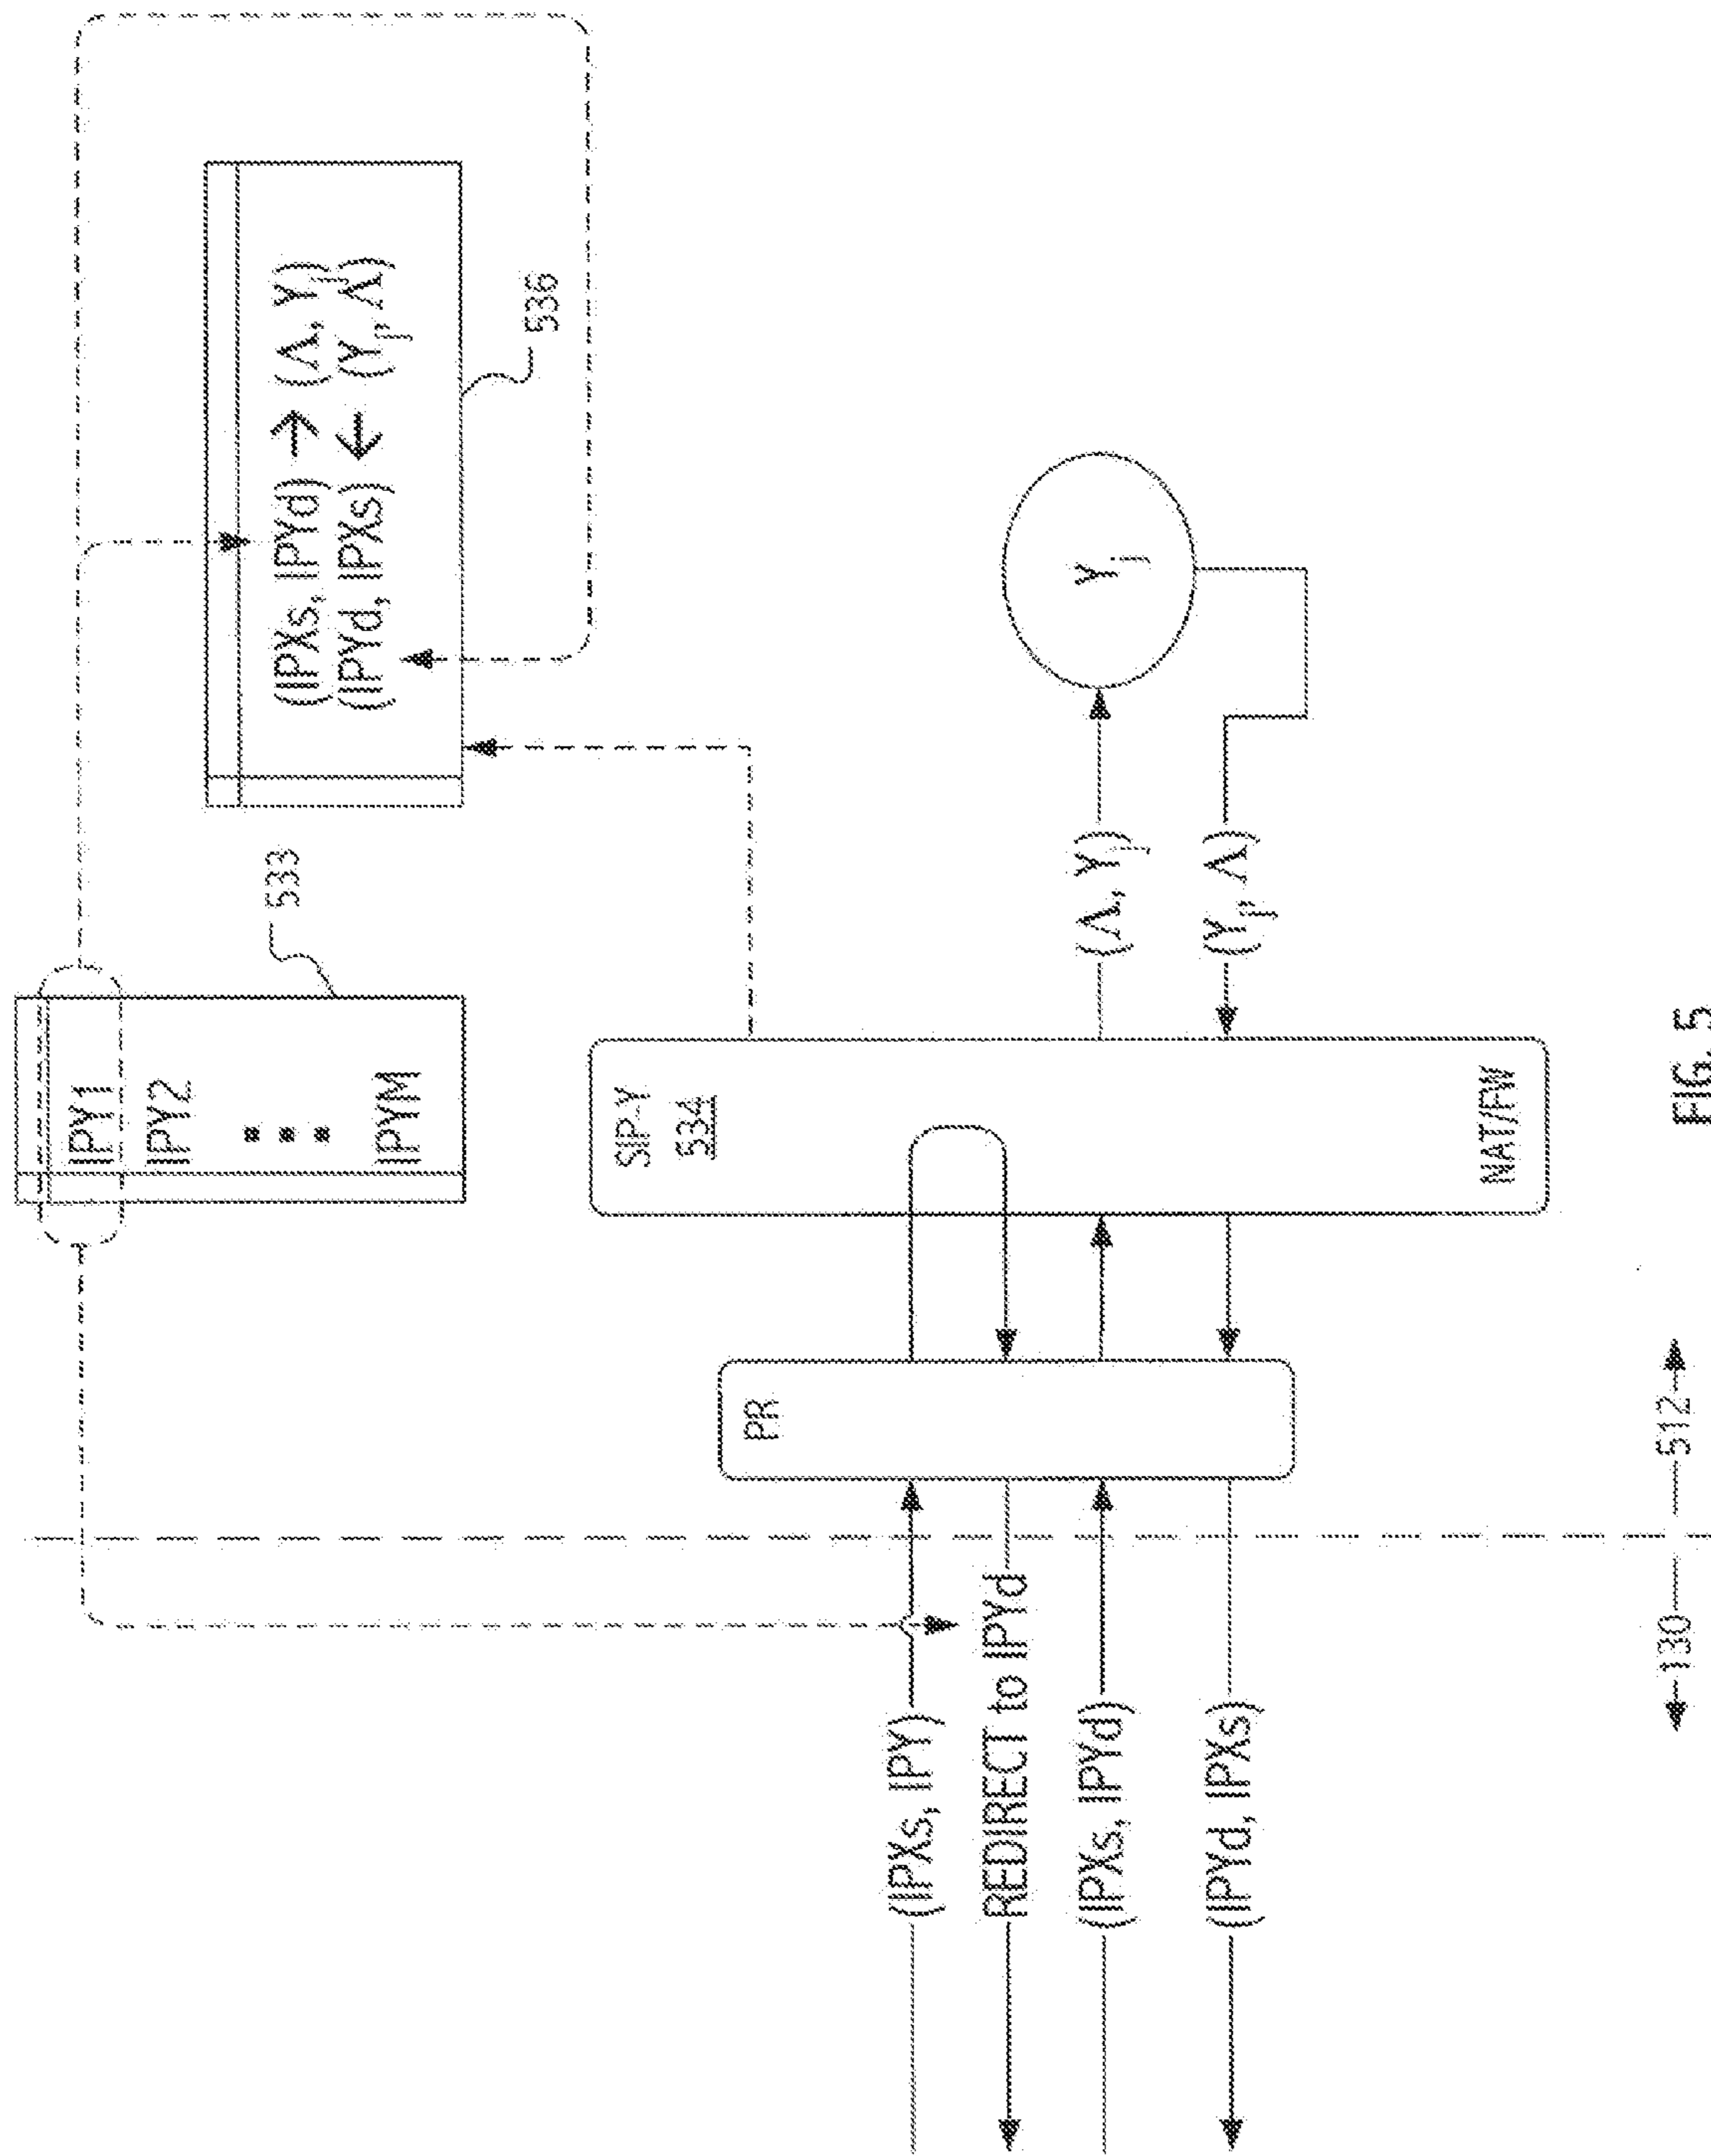 IPY1
IPY2
IPYM
533
(IPXs, IPYd) → (Λ, Yj)
(IPYd, IPXs) ← (Yj, Λ)
536
SIP-Y
534
NAT/FW
PR
(IPXs, IPY)
REDIRECT to IPYd
(IPXs, IPYd)
(IPYd, IPXs)
(Λ, Yj)
(Yj, Λ)
Yj
130
512
FIG. 5